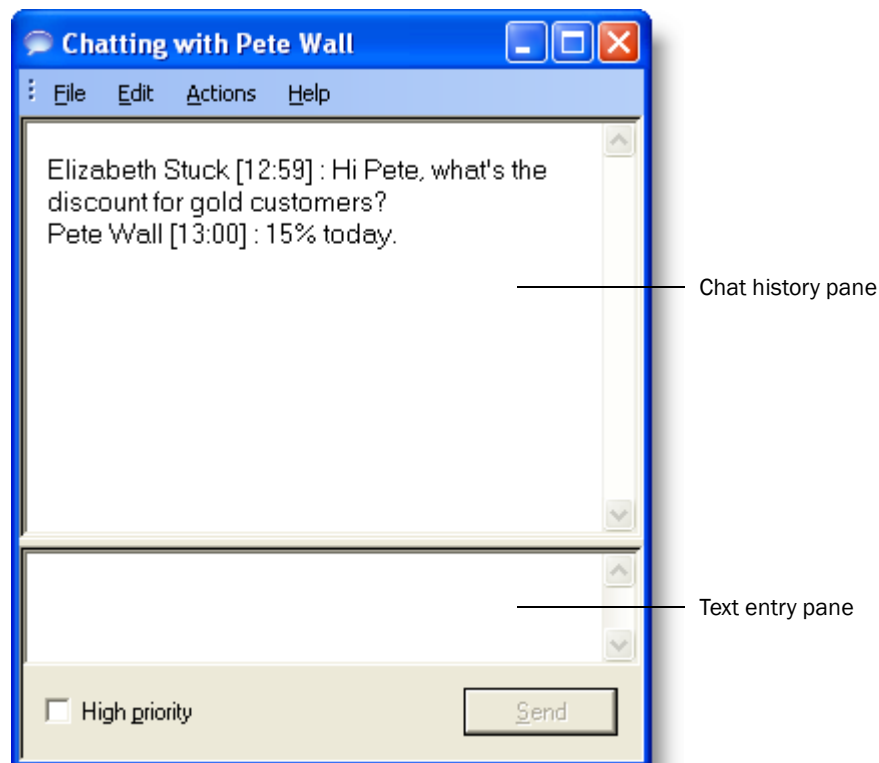 Chatting with Pete Wall
File Edit Actions Help
Elizabeth Stuck [12:59] : Hi Pete, what's the
discount for gold customers?
Pete Wall [13:00] : 15% today.
Chat history pane
Text entry pane
High priority
Send